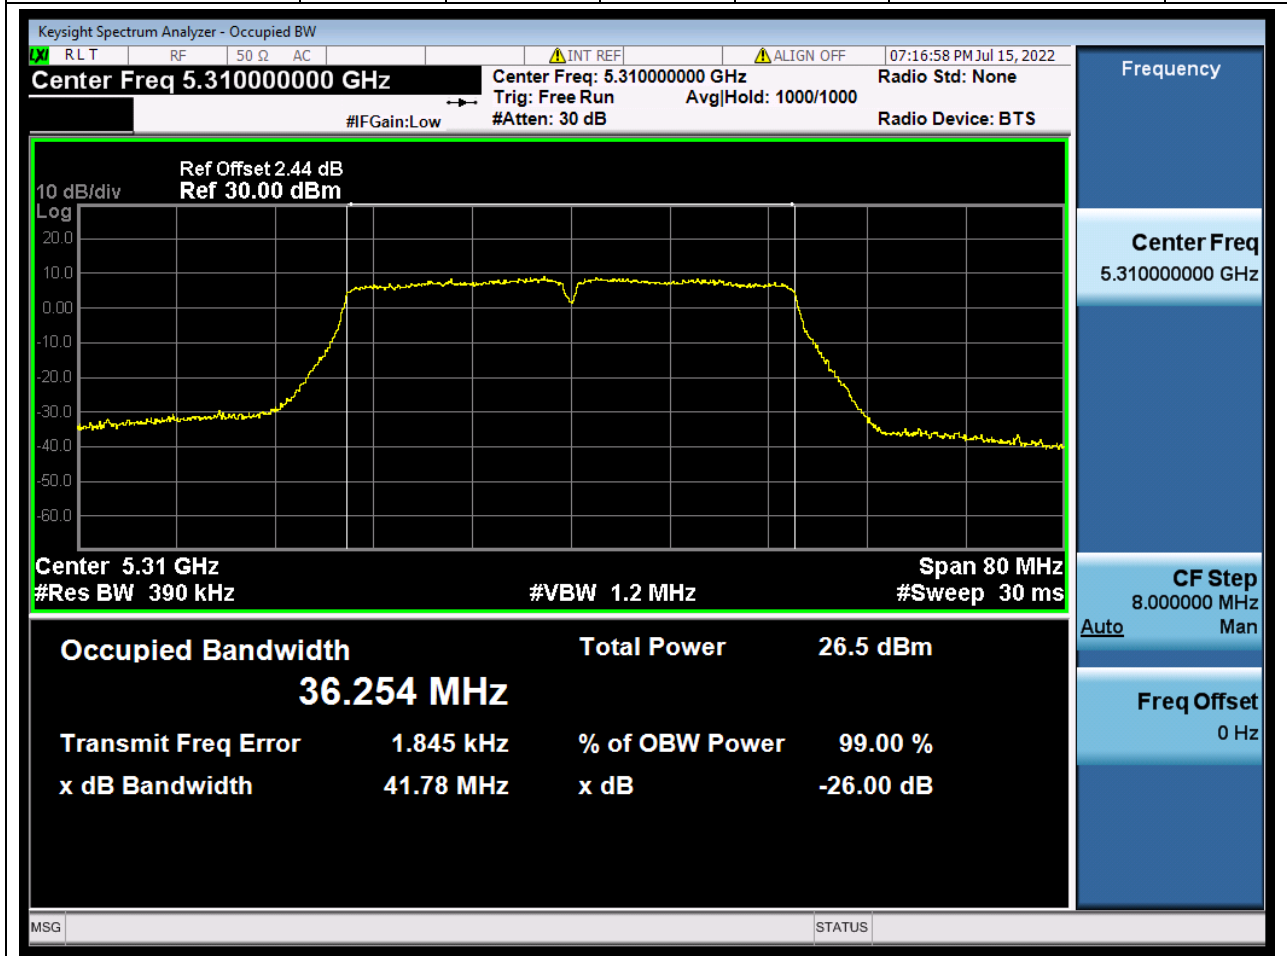 Keysight Spectrum Analyzer - Occupied BW
LXI RLT RF 50 Ω AC INT REF ALIGN OFF 07:16:58 PM Jul 15, 2022
Center Freq 5.310000000 GHz
Center Freq: 5.310000000 GHz Radio Std: None
Trig: Free Run Avg|Hold: 1000/1000
#IFGain:Low #Atten: 30 dB Radio Device: BTS
Ref Offset 2.44 dB
10 dB/div Ref 30.00 dBm
Log
20.0
10.0
0.00
-10.0
-20.0
-30.0
-40.0
-50.0
-60.0
Center 5.31 GHz Span 80 MHz
#Res BW 390 kHz #VBW 1.2 MHz #Sweep 30 ms
Occupied Bandwidth Total Power 26.5 dBm
36.254 MHz
Transmit Freq Error 1.845 kHz % of OBW Power 99.00 %
x dB Bandwidth 41.78 MHz x dB -26.00 dB
MSG STATUS
Frequency
Center Freq
5.310000000 GHz
CF Step
8.000000 MHz
Auto Man
Freq Offset
0 Hz